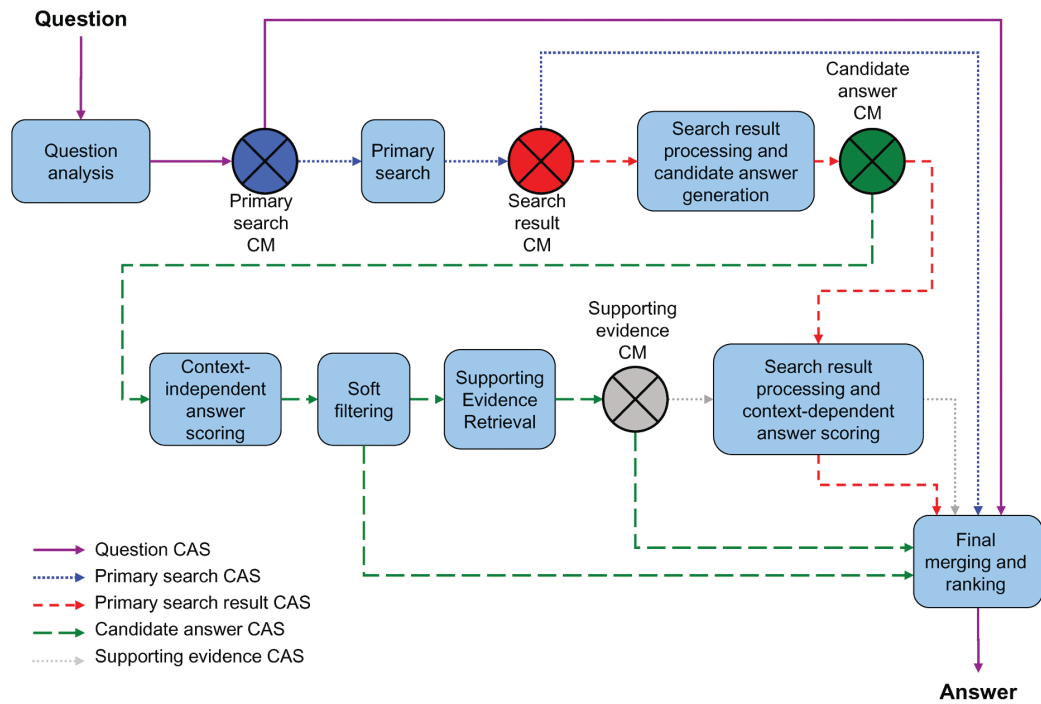 Question
Question
analysis
Primary
search
CM
Primary
search
Search
result
CM
Search result
processing and
candidate answer
generation
Candidate
answer
CM
Context-
independent
answer
scoring
Soft
filtering
Supporting
Evidence
Retrieval
Supporting
evidence
CM
Search result
processing and
context-dependent
answer scoring
Final
merging and
ranking
Answer
Question CAS
Primary search CAS
Primary search result CAS
Candidate answer CAS
Supporting evidence CAS